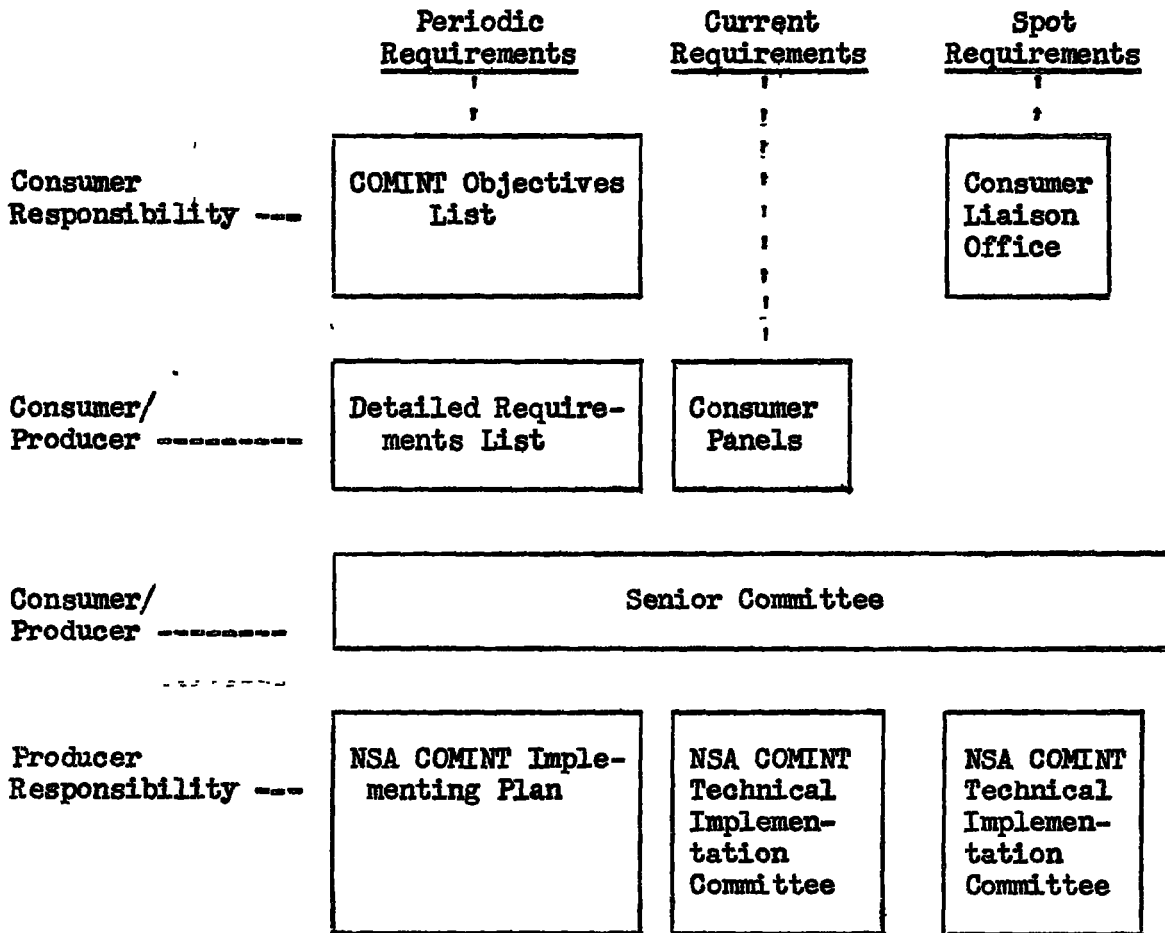 Periodic Current Spot
Requirements Requirements Requirements
Consumer
Responsibility ---
COMINT Objectives
List
Consumer
Liaison
Office
Consumer/
Producer --------
Detailed Require-
ments List
Consumer
Panels
Consumer/
Producer --------
Senior Committee
Producer
Responsibility ---
NSA COMINT Imple-
menting Plan
NSA COMINT
Technical
Implemen-
tation
Committee
NSA COMINT
Technical
Implemen-
tation
Committee